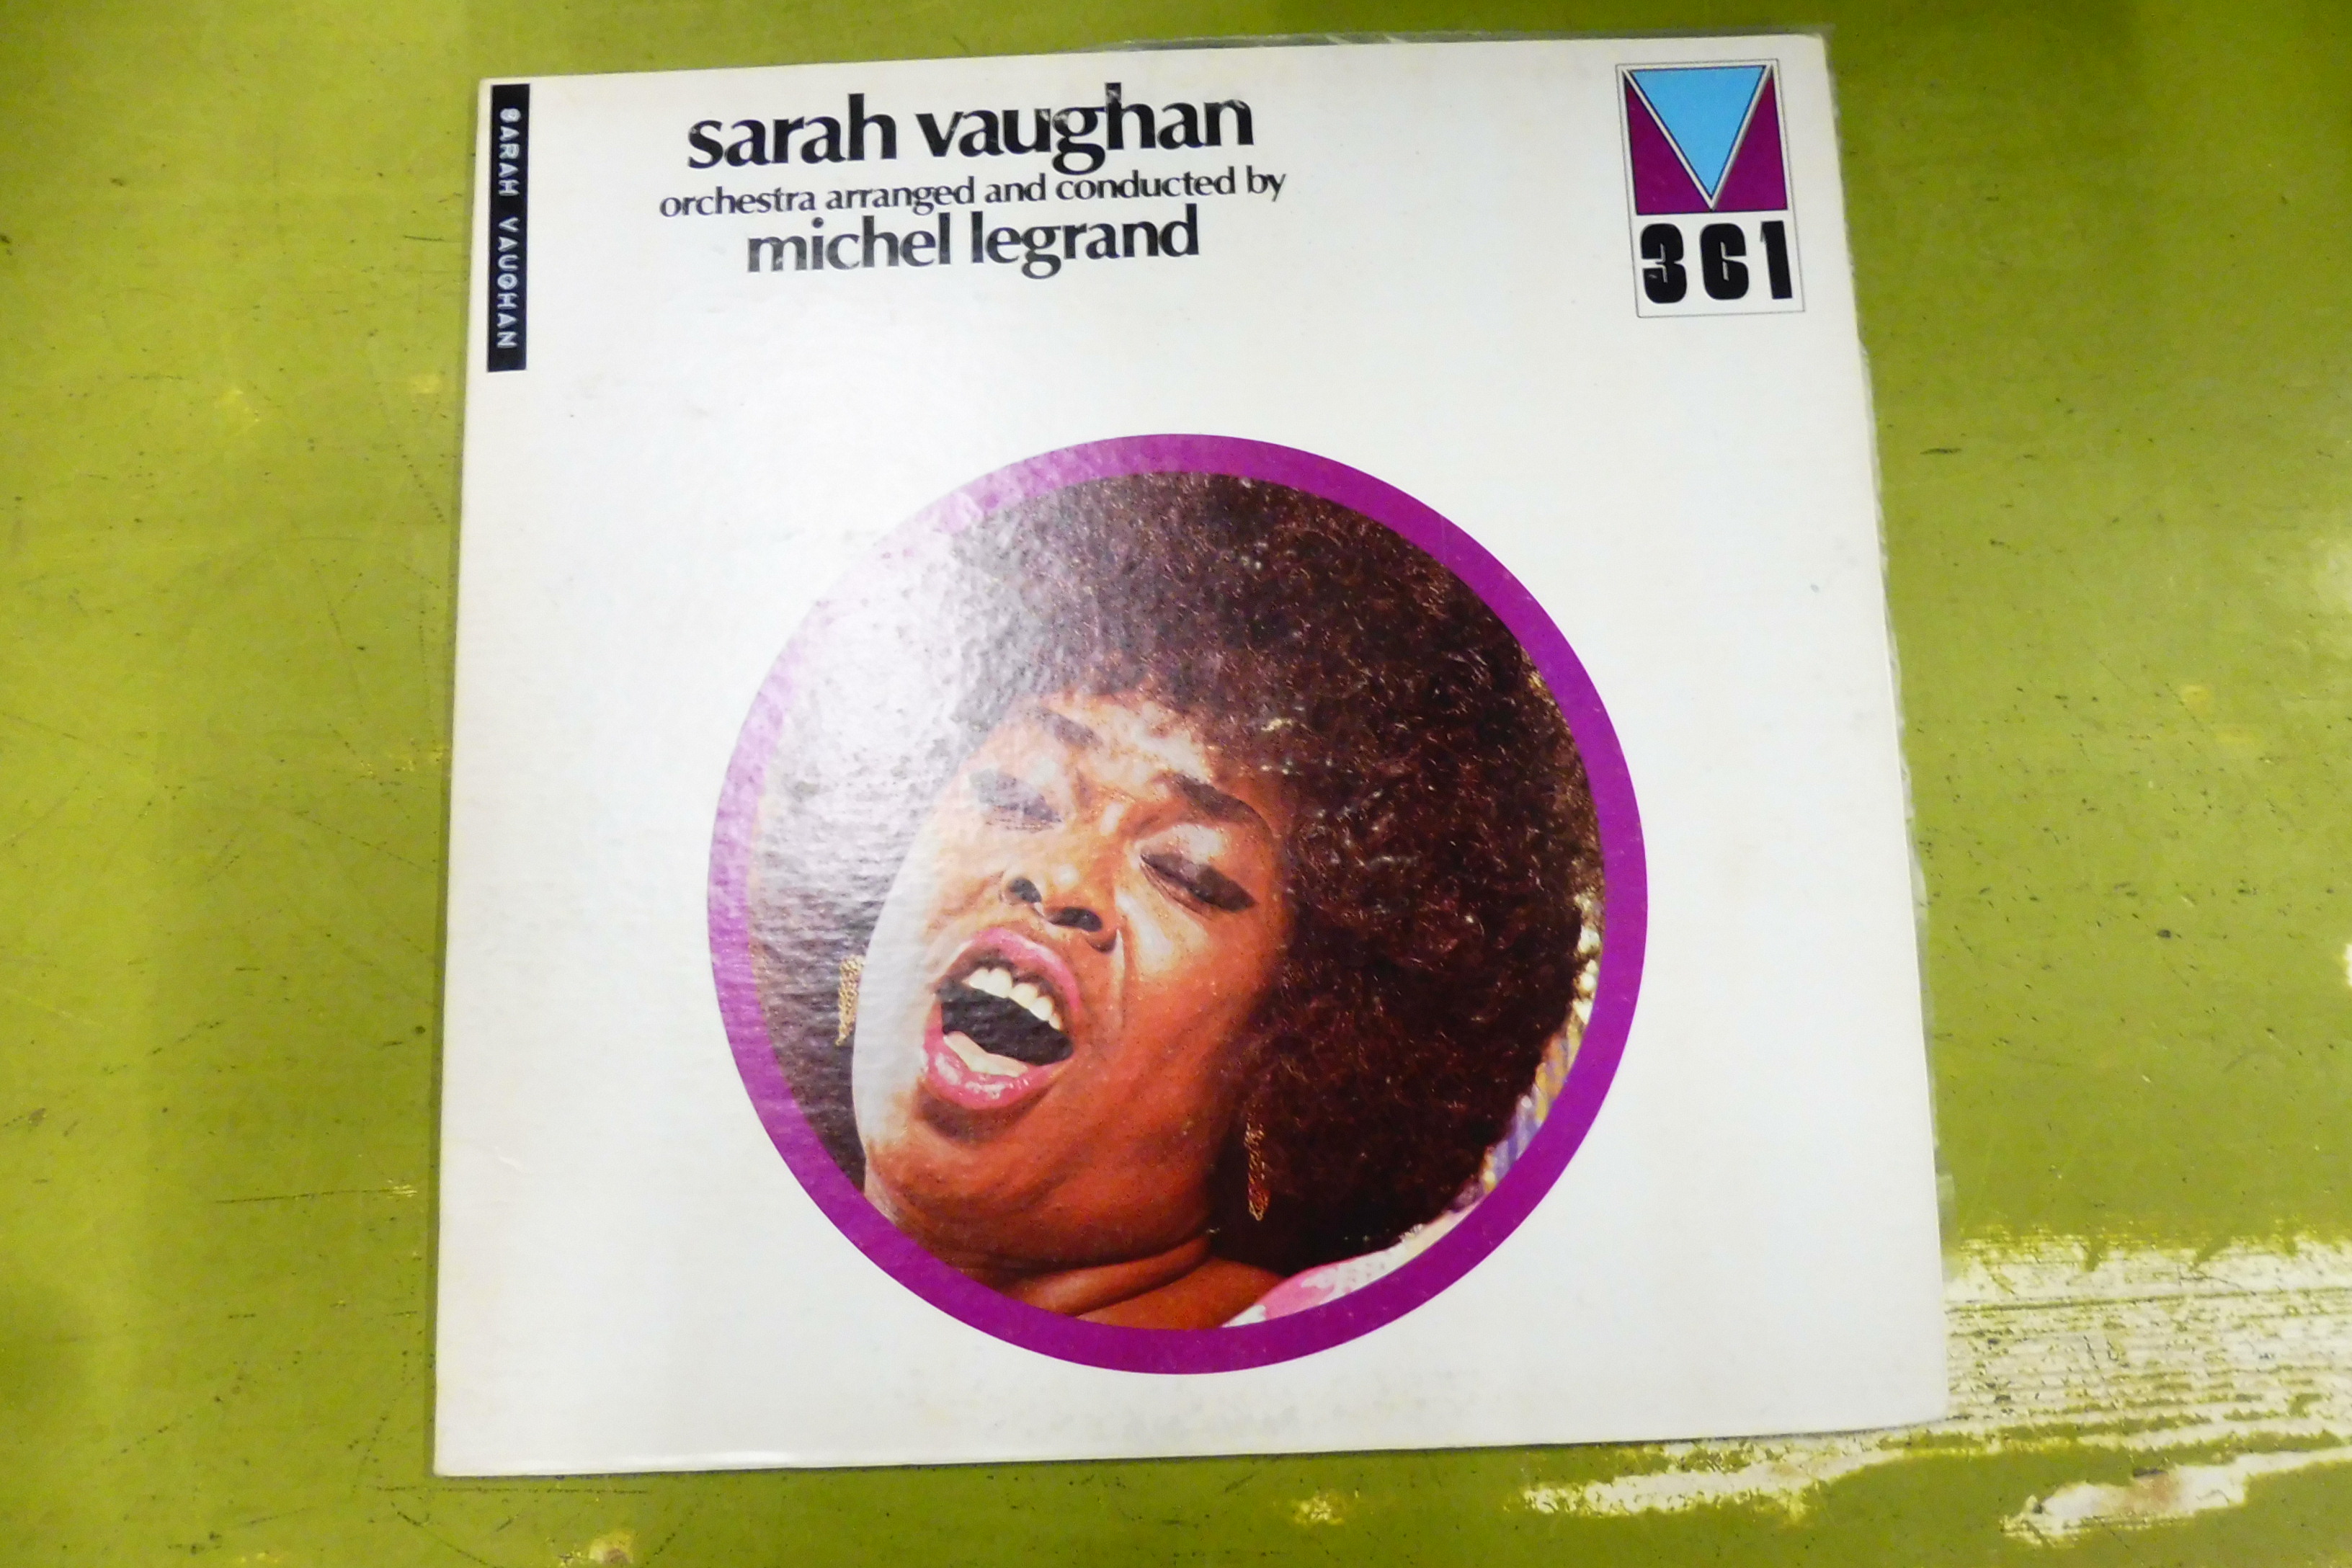 SARAH VAUGHAN
sarah vaughan
orchestra arranged and conducted by
michel legrand
361